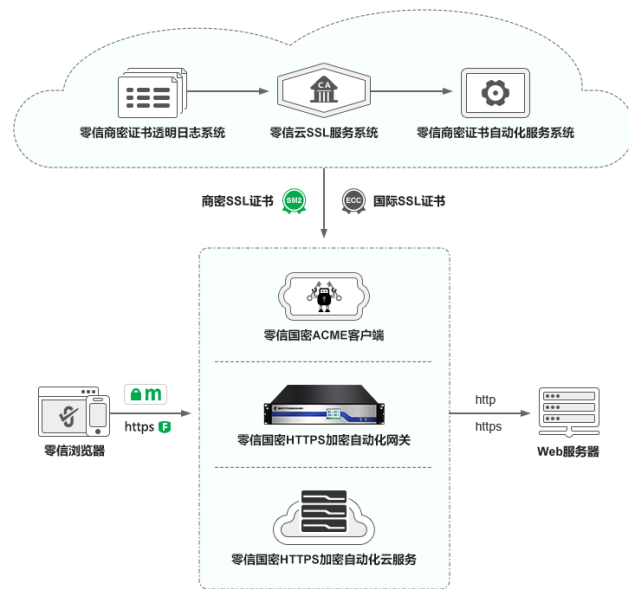 CA
零信商密证书透明日志系统
零信云SSL服务系统
零信商密证书自动化服务系统
商密SSL证书
SM2
ECC
国际SSL证书
零信国密ACME客户端
m
https
F
零信浏览器
零信国密HTTPS加密自动化网关
http
https
Web服务器
零信国密HTTPS加密自动化云服务